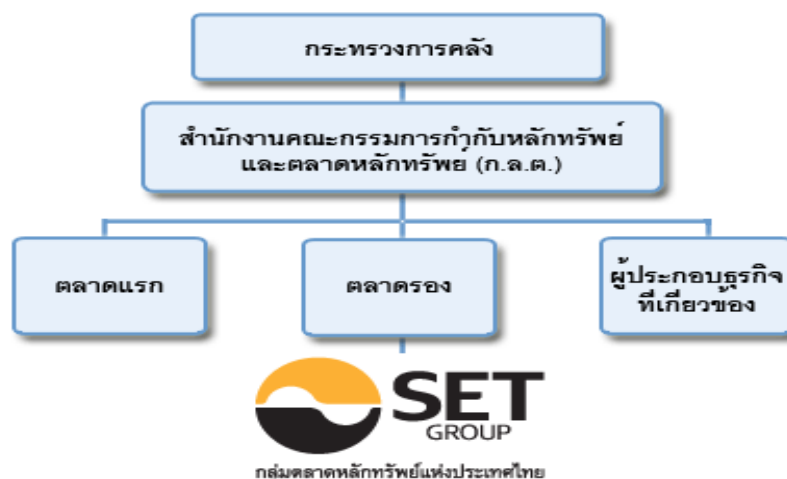 กระทรวงการคลัง
สำนักงานคณะกรรมการกำกับหลักทรัพย์
และตลาดหลักทรัพย์ (ก.ล.ต.)
ตลาดแรก
ตลาดรอง
ผู้ประกอบธุรกิจ
ที่เกี่ยวข้อง
SET
GROUP
กลุ่มตลาดหลักทรัพย์แห่งประเทศไทย